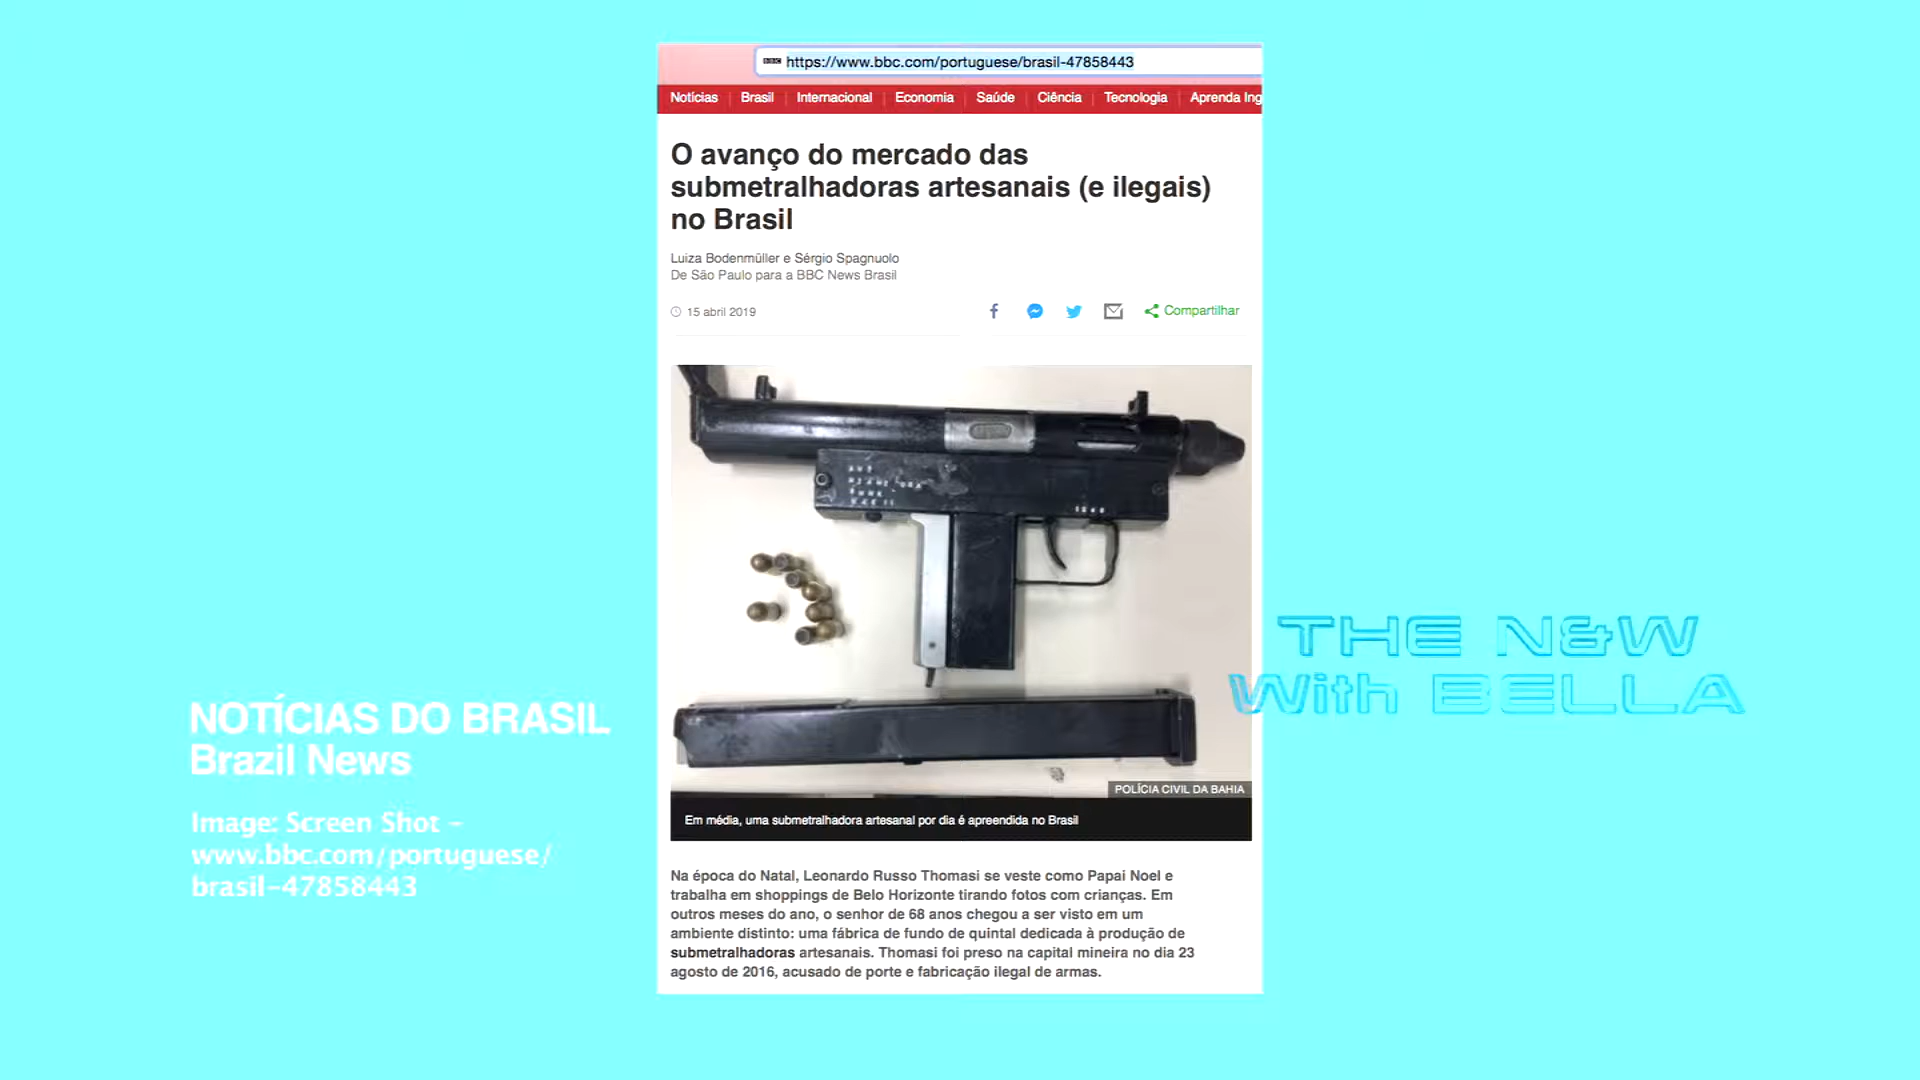 BBC https://www.bbc.com/portuguese/brasil-47858443
Notícias | Brasil | Internacional | Economia | Saúde | Ciência | Tecnologia | Aprenda Ing
O avanço do mercado das
submetralhadoras artesanais (e ilegais)
no Brasil
Luiza Bodenmüller e Sérgio Spagnuolo
De São Paulo para a BBC News Brasil
15 abril 2019
Compartilhar
POLÍCIA CIVIL DA BAHIA
Em média, uma submetralhadora artesanal por dia é apreendida no Brasil
Na época do Natal, Leonardo Russo Thomasi se veste como Papai Noel e
trabalha em shoppings de Belo Horizonte tirando fotos com crianças. Em
outros meses do ano, o senhor de 68 anos chegou a ser visto em um
ambiente distinto: uma fábrica de fundo de quintal dedicada à produção de
submetralhadoras artesanais. Thomasi foi preso na capital mineira no dia 23
agosto de 2016, acusado de porte e fabricação ilegal de armas.
NOTÍCIAS DO BRASIL
Brazil News
Image: Screen Shot -
www.bbc.com/portuguese/
brasil-47858443
THE N&W
With BELLA